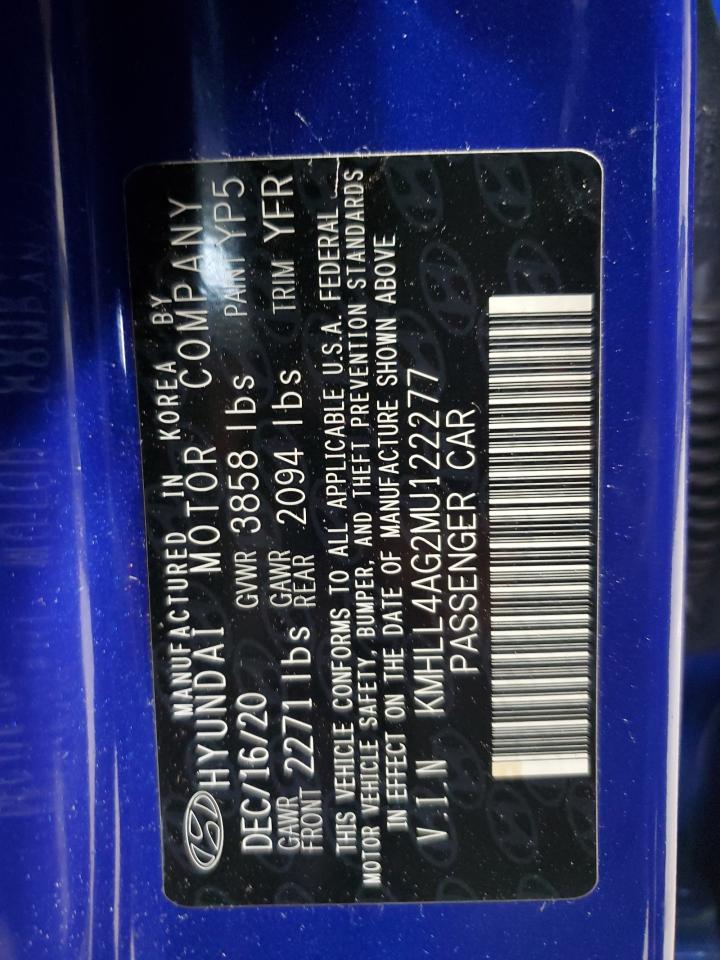 MANUFACTURED IN KOREA BY
HYUNDAI MOTOR COMPANY
DEC/16/20 GVWR 3858 lbs PAINT YP5
GAWR FRONT 2271 lbs GAWR REAR 2094 lbs TRIM YFR
THIS VEHICLE CONFORMS TO ALL APPLICABLE U.S.A. FEDERAL
MOTOR VEHICLE SAFETY, BUMPER, AND THEFT PREVENTION STANDARDS
IN EFFECT ON THE DATE OF MANUFACTURE SHOWN ABOVE
V.I.N KMHLL4AG2MU122277
PASSENGER CAR